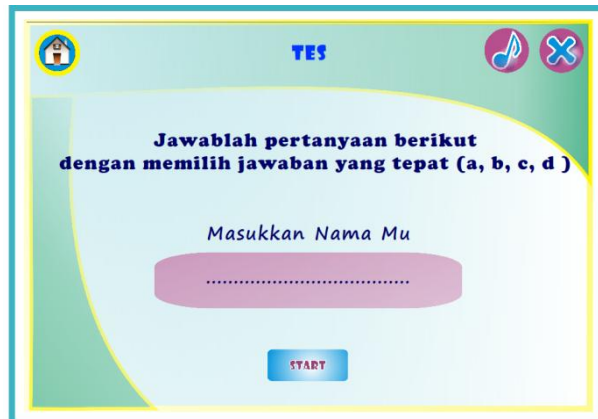 TES
Jawablah pertanyaan berikut
dengan memilih jawaban yang tepat (a, b, c, d )
Masukkan Nama Mu
......................................
START